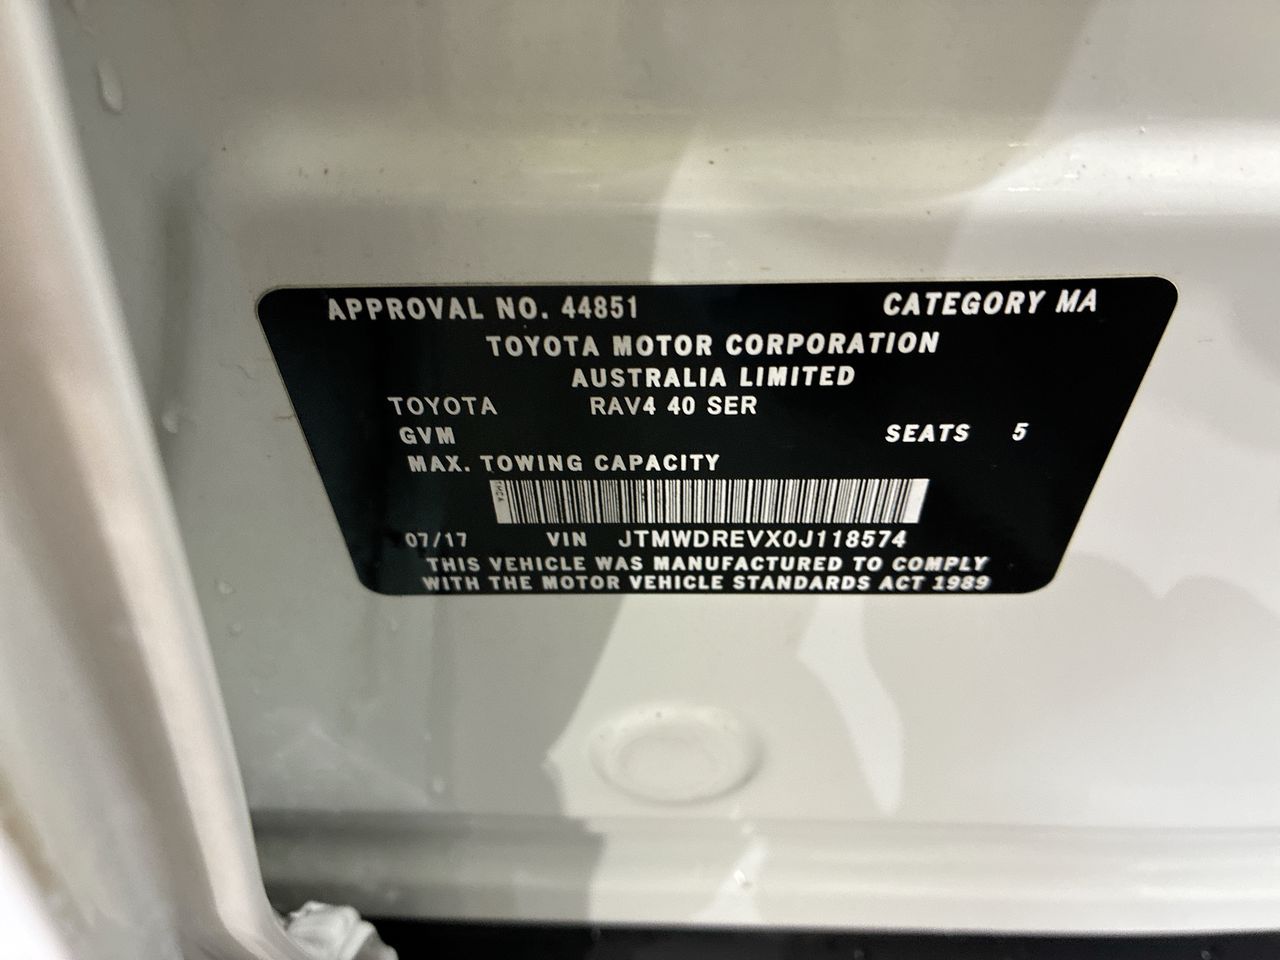 APPROVAL NO. 44851 CATEGORY MA
TOYOTA MOTOR CORPORATION
AUSTRALIA LIMITED
TOYOTA RAV4 40 SER
GVM SEATS 5
MAX. TOWING CAPACITY
TMCA
07/17 VIN JTMWDREVX0J118574
THIS VEHICLE WAS MANUFACTURED TO COMPLY
WITH THE MOTOR VEHICLE STANDARDS ACT 1989